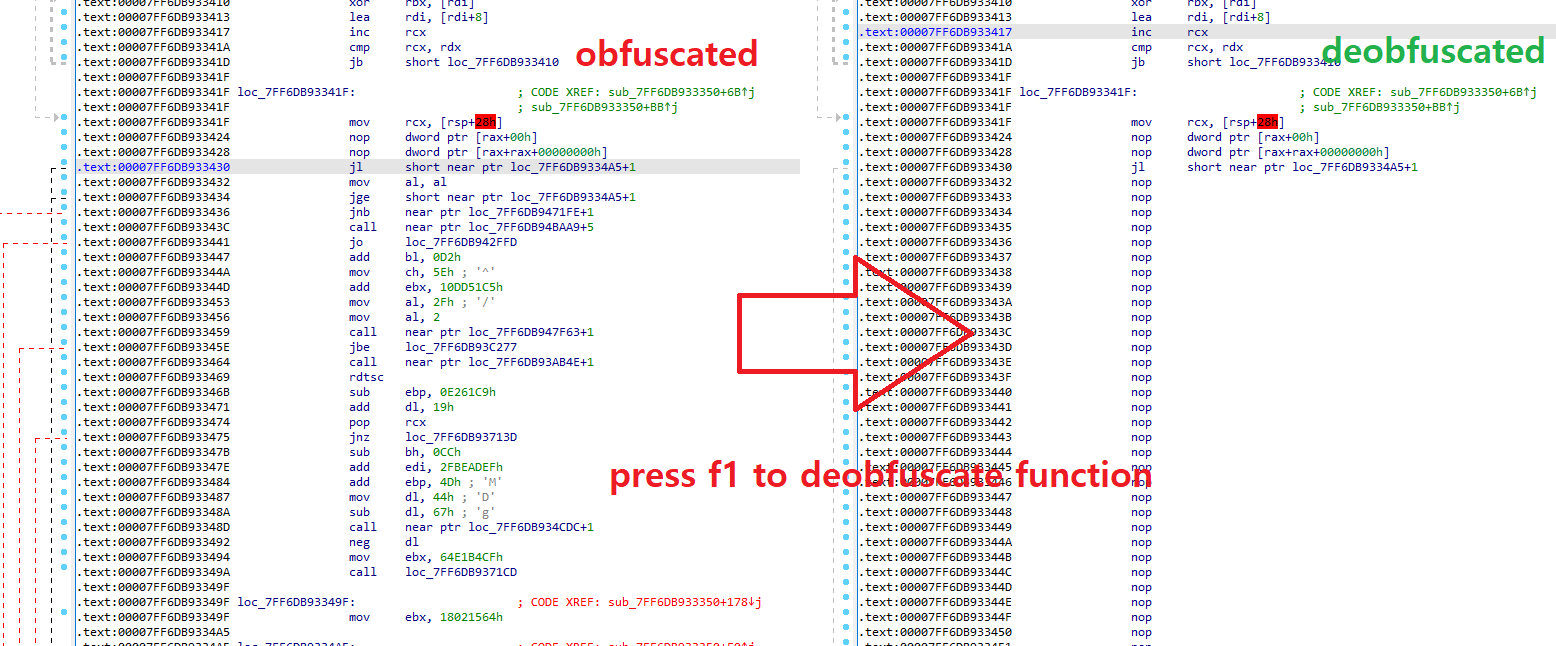 .text:00007FF6DB933410 xor rbx, [rdi]
.text:00007FF6DB933413 lea rdi, [rdi+8]
.text:00007FF6DB933417 inc rcx
.text:00007FF6DB93341A cmp rcx, rdx
.text:00007FF6DB93341D jb short loc_7FF6DB933410
.text:00007FF6DB93341F
.text:00007FF6DB93341F loc_7FF6DB93341F: ; CODE XREF: sub_7FF6DB933350+6B↑j
.text:00007FF6DB93341F ; sub_7FF6DB933350+BB↑j
.text:00007FF6DB93341F mov rcx, [rsp+28h]
.text:00007FF6DB933424 nop dword ptr [rax+00h]
.text:00007FF6DB933428 nop dword ptr [rax+rax+00000000h]
.text:00007FF6DB933430 jl short near ptr loc_7FF6DB9334A5+1
.text:00007FF6DB933432 mov al, al
.text:00007FF6DB933434 jge short near ptr loc_7FF6DB9334A5+1
.text:00007FF6DB933436 jnb near ptr loc_7FF6DB9471FE+1
.text:00007FF6DB93343C call near ptr loc_7FF6DB94BAA9+5
.text:00007FF6DB933441 jo loc_7FF6DB942FFD
.text:00007FF6DB933447 add bl, 0D2h
.text:00007FF6DB93344A mov ch, 5Eh ; '^'
.text:00007FF6DB93344D add ebx, 10DD51C5h
.text:00007FF6DB933453 mov al, 2Fh ; '/'
.text:00007FF6DB933456 mov al, 2
.text:00007FF6DB933459 call near ptr loc_7FF6DB947F63+1
.text:00007FF6DB93345E jbe loc_7FF6DB93C277
.text:00007FF6DB933464 call near ptr loc_7FF6DB93AB4E+1
.text:00007FF6DB933469 rdtsc
.text:00007FF6DB93346B sub ebp, 0E261C9h
.text:00007FF6DB933471 add dl, 19h
.text:00007FF6DB933474 pop rcx
.text:00007FF6DB933475 jnz loc_7FF6DB93713D
.text:00007FF6DB93347B sub bh, 0CCh
.text:00007FF6DB93347E add edi, 2FBEADEFh
.text:00007FF6DB933484 add ebp, 4Dh ; 'M'
.text:00007FF6DB933487 mov dl, 44h ; 'D'
.text:00007FF6DB93348A sub dl, 67h ; 'g'
.text:00007FF6DB93348D call near ptr loc_7FF6DB934CDC+1
.text:00007FF6DB933492 neg dl
.text:00007FF6DB933494 mov ebx, 64E1B4CFh
.text:00007FF6DB93349A call loc_7FF6DB9371CD
.text:00007FF6DB93349F
.text:00007FF6DB93349F loc_7FF6DB93349F: ; CODE XREF: sub_7FF6DB933350+178↓j
.text:00007FF6DB93349F mov ebx, 18021564h
.text:00007FF6DB9334A5
obfuscated
press f1 to deobfuscate function
deobfuscated
.text:00007FF6DB933410 xor rbx, [rdi]
.text:00007FF6DB933413 lea rdi, [rdi+8]
.text:00007FF6DB933417 inc rcx
.text:00007FF6DB93341A cmp rcx, rdx
.text:00007FF6DB93341D jb short loc_7FF6DB933410
.text:00007FF6DB93341F
.text:00007FF6DB93341F loc_7FF6DB93341F: ; CODE XREF: sub_7FF6DB933350+6B↑j
.text:00007FF6DB93341F ; sub_7FF6DB933350+BB↑j
.text:00007FF6DB93341F mov rcx, [rsp+28h]
.text:00007FF6DB933424 nop dword ptr [rax+00h]
.text:00007FF6DB933428 nop dword ptr [rax+rax+00000000h]
.text:00007FF6DB933430 jl short near ptr loc_7FF6DB9334A5+1
.text:00007FF6DB933432 nop
.text:00007FF6DB933433 nop
.text:00007FF6DB933434 nop
.text:00007FF6DB933435 nop
.text:00007FF6DB933436 nop
.text:00007FF6DB933437 nop
.text:00007FF6DB933438 nop
.text:00007FF6DB933439 nop
.text:00007FF6DB93343A nop
.text:00007FF6DB93343B nop
.text:00007FF6DB93343C nop
.text:00007FF6DB93343D nop
.text:00007FF6DB93343E nop
.text:00007FF6DB93343F nop
.text:00007FF6DB933440 nop
.text:00007FF6DB933441 nop
.text:00007FF6DB933442 nop
.text:00007FF6DB933443 nop
.text:00007FF6DB933444 nop
.text:00007FF6DB933445 nop
.text:00007FF6DB933446 nop
.text:00007FF6DB933447 nop
.text:00007FF6DB933448 nop
.text:00007FF6DB933449 nop
.text:00007FF6DB93344A nop
.text:00007FF6DB93344B nop
.text:00007FF6DB93344C nop
.text:00007FF6DB93344D nop
.text:00007FF6DB93344E nop
.text:00007FF6DB93344F nop
.text:00007FF6DB933450 nop